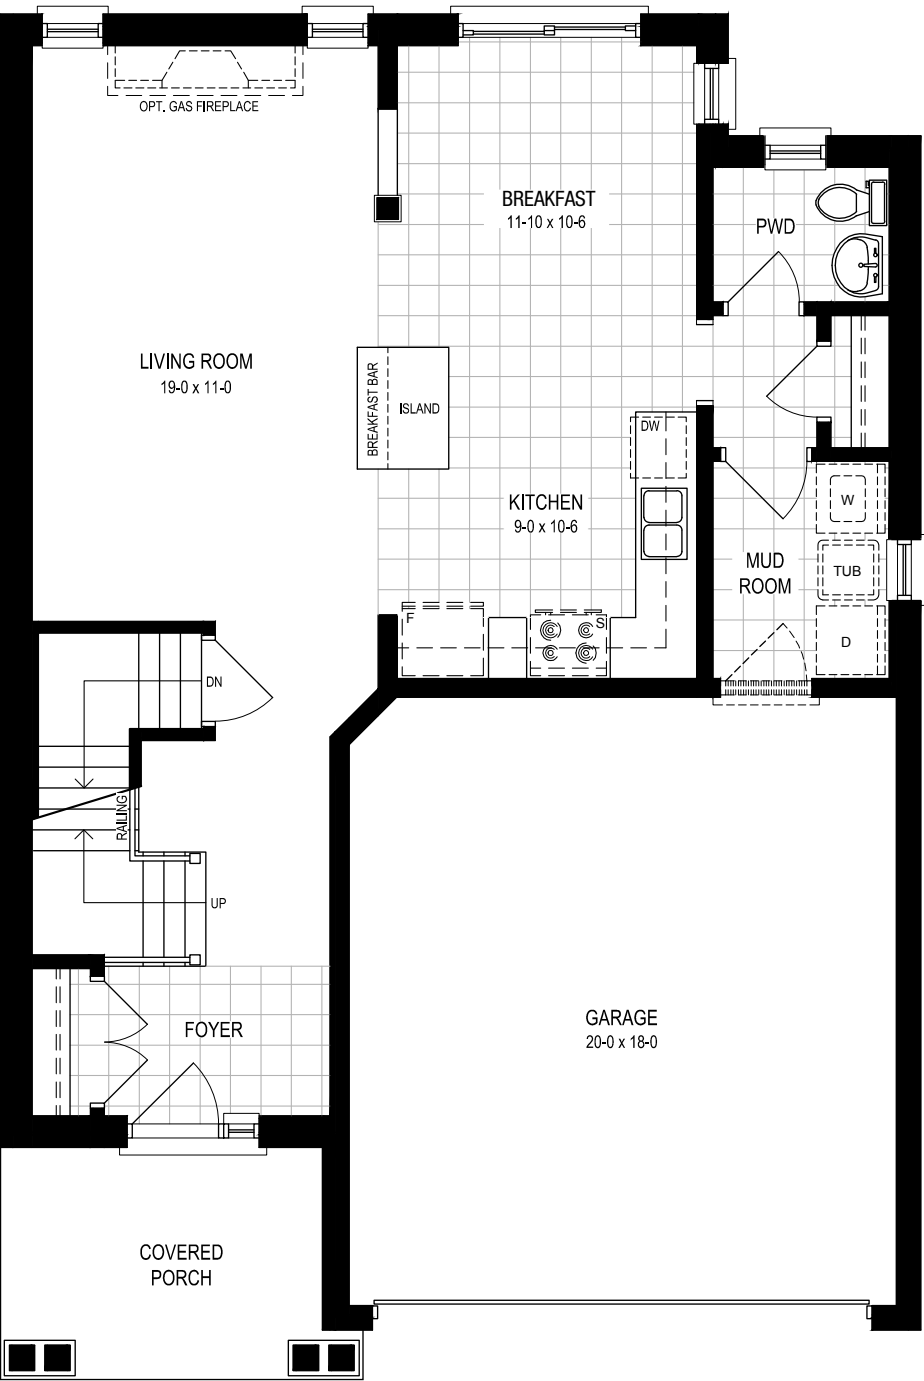 OPT. GAS FIREPLACE
BREAKFAST
11-10 x 10-6
PWD
LIVING ROOM
19-0 x 11-0
BREAKFAST BAR
ISLAND
DW
KITCHEN
9-0 x 10-6
W
MUD
ROOM
TUB
F
S
D
DN
RAILING
UP
FOYER
GARAGE
20-0 x 18-0
COVERED
PORCH